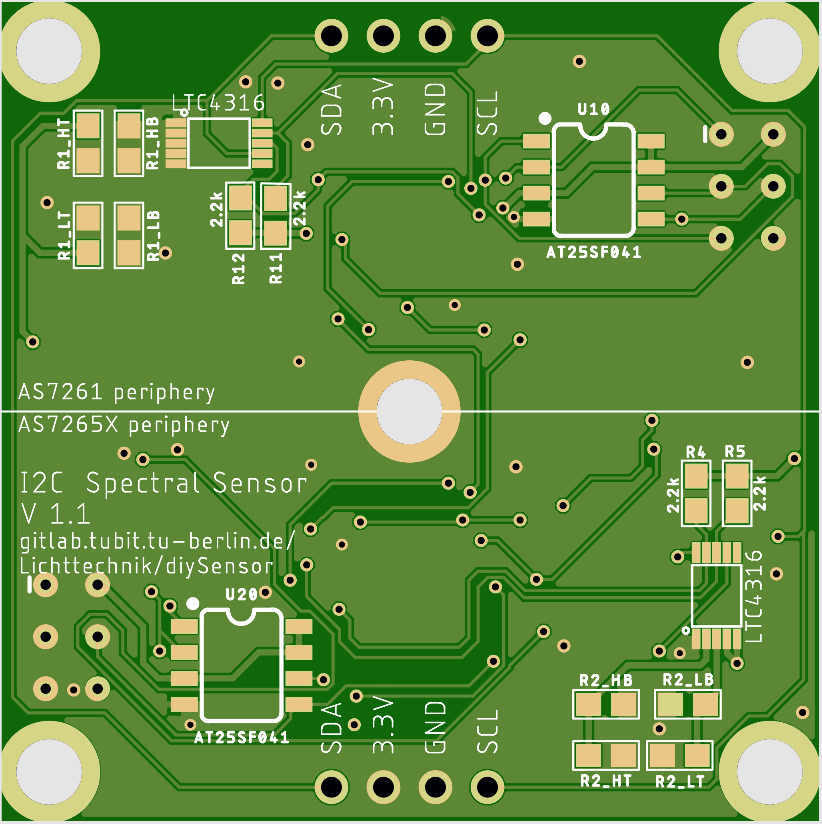 SDA
3.3V
GND
SCL
LTC4316
U10
R1_HT
R1_HB
R1_LT
R1_LB
2.2k
2.2k
R12
R11
AT25SF041
AS7261 periphery
AS7265X periphery
I2C Spectral Sensor
V 1.1
gitlab.tubit.tu-berlin.de/
Lichttechnik/diySensor
R4
R5
2.2k
2.2k
LTC4316
U20
AT25SF041
SDA
3.3V
GND
SCL
R2_HB
R2_LB
R2_HT
R2_LT